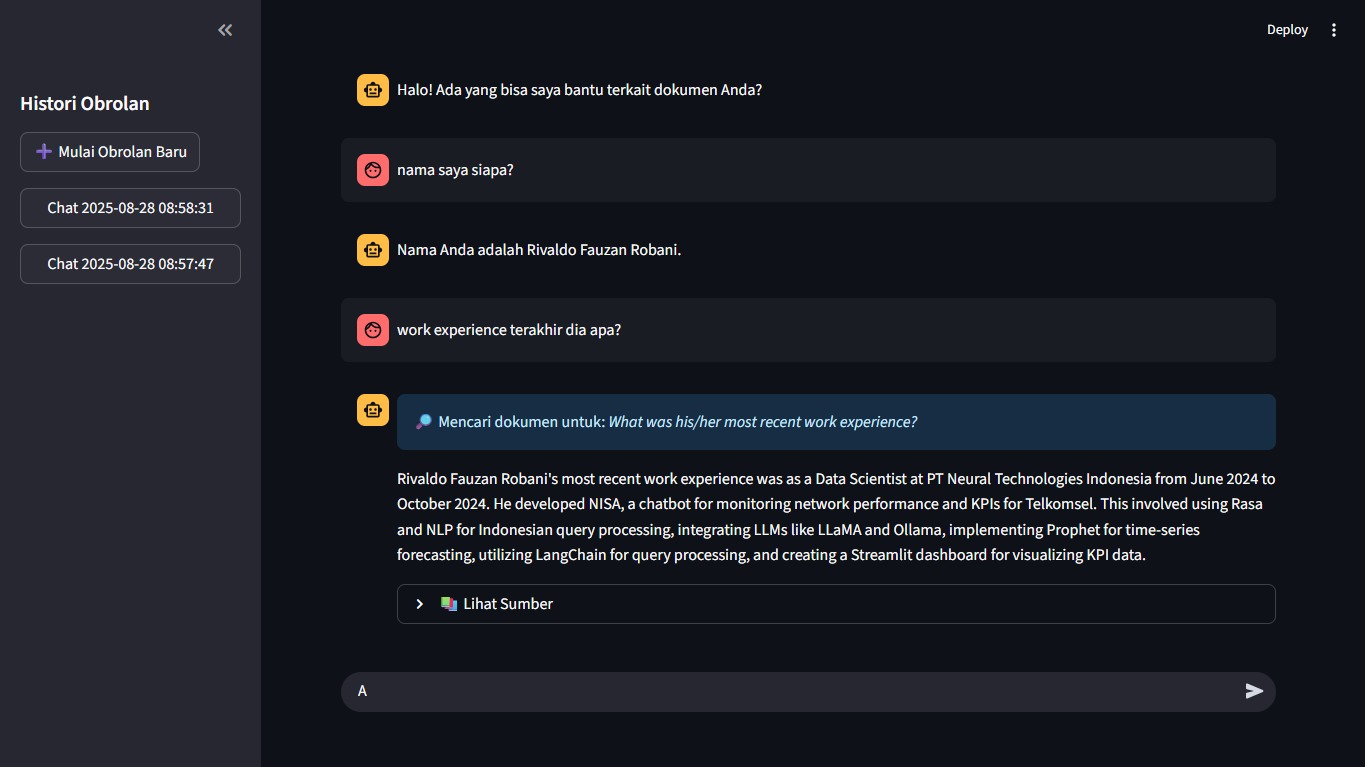 Deploy
Histori Obrolan
Mulai Obrolan Baru
Chat 2025-08-28 08:58:31
Chat 2025-08-28 08:57:47
Halo! Ada yang bisa saya bantu terkait dokumen Anda?
nama saya siapa?
Nama Anda adalah Rivaldo Fauzan Robani.
work experience terakhir dia apa?
Mencari dokumen untuk: What was his/her most recent work experience?
Rivaldo Fauzan Robani's most recent work experience was as a Data Scientist at PT Neural Technologies Indonesia from June 2024 to
October 2024. He developed NISA, a chatbot for monitoring network performance and KPIs for Telkomsel. This involved using Rasa
and NLP for Indonesian query processing, integrating LLMs like LLaMA and Ollama, implementing Prophet for time-series
forecasting, utilizing LangChain for query processing, and creating a Streamlit dashboard for visualizing KPI data.
Lihat Sumber
A